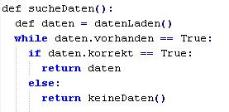 def sucheDaten():
def daten = datenLaden()
while daten.vorhanden == True:
if daten.korrekt == True:
return daten
else:
return keineDaten()